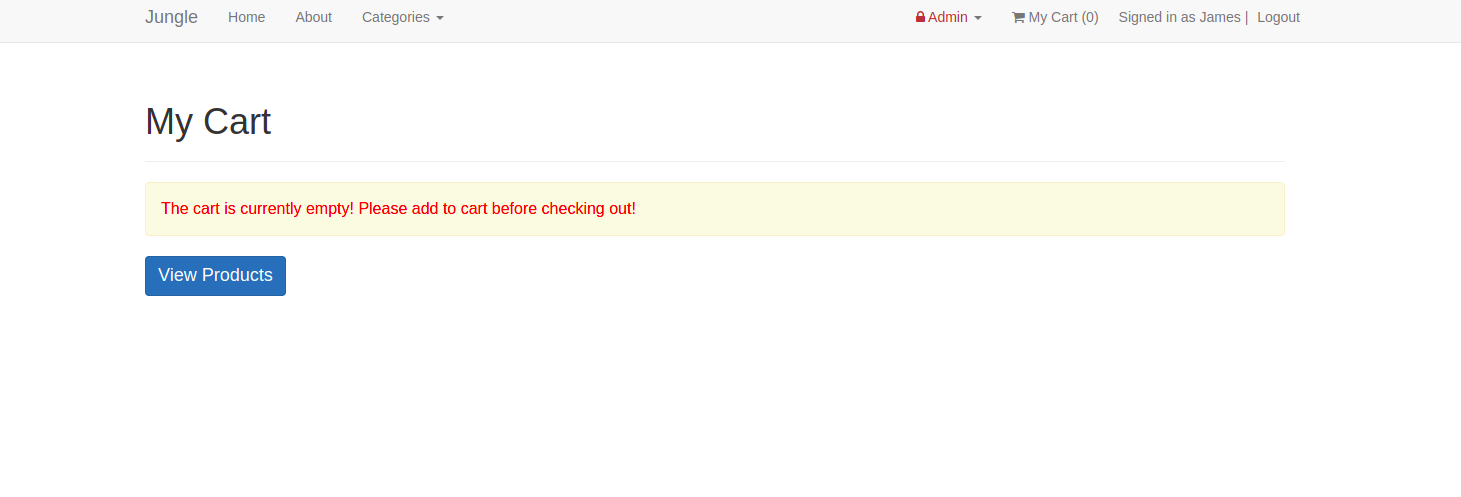 Jungle Home About Categories Admin My Cart (0) Signed in as James | Logout
My Cart
The cart is currently empty! Please add to cart before checking out!
View Products